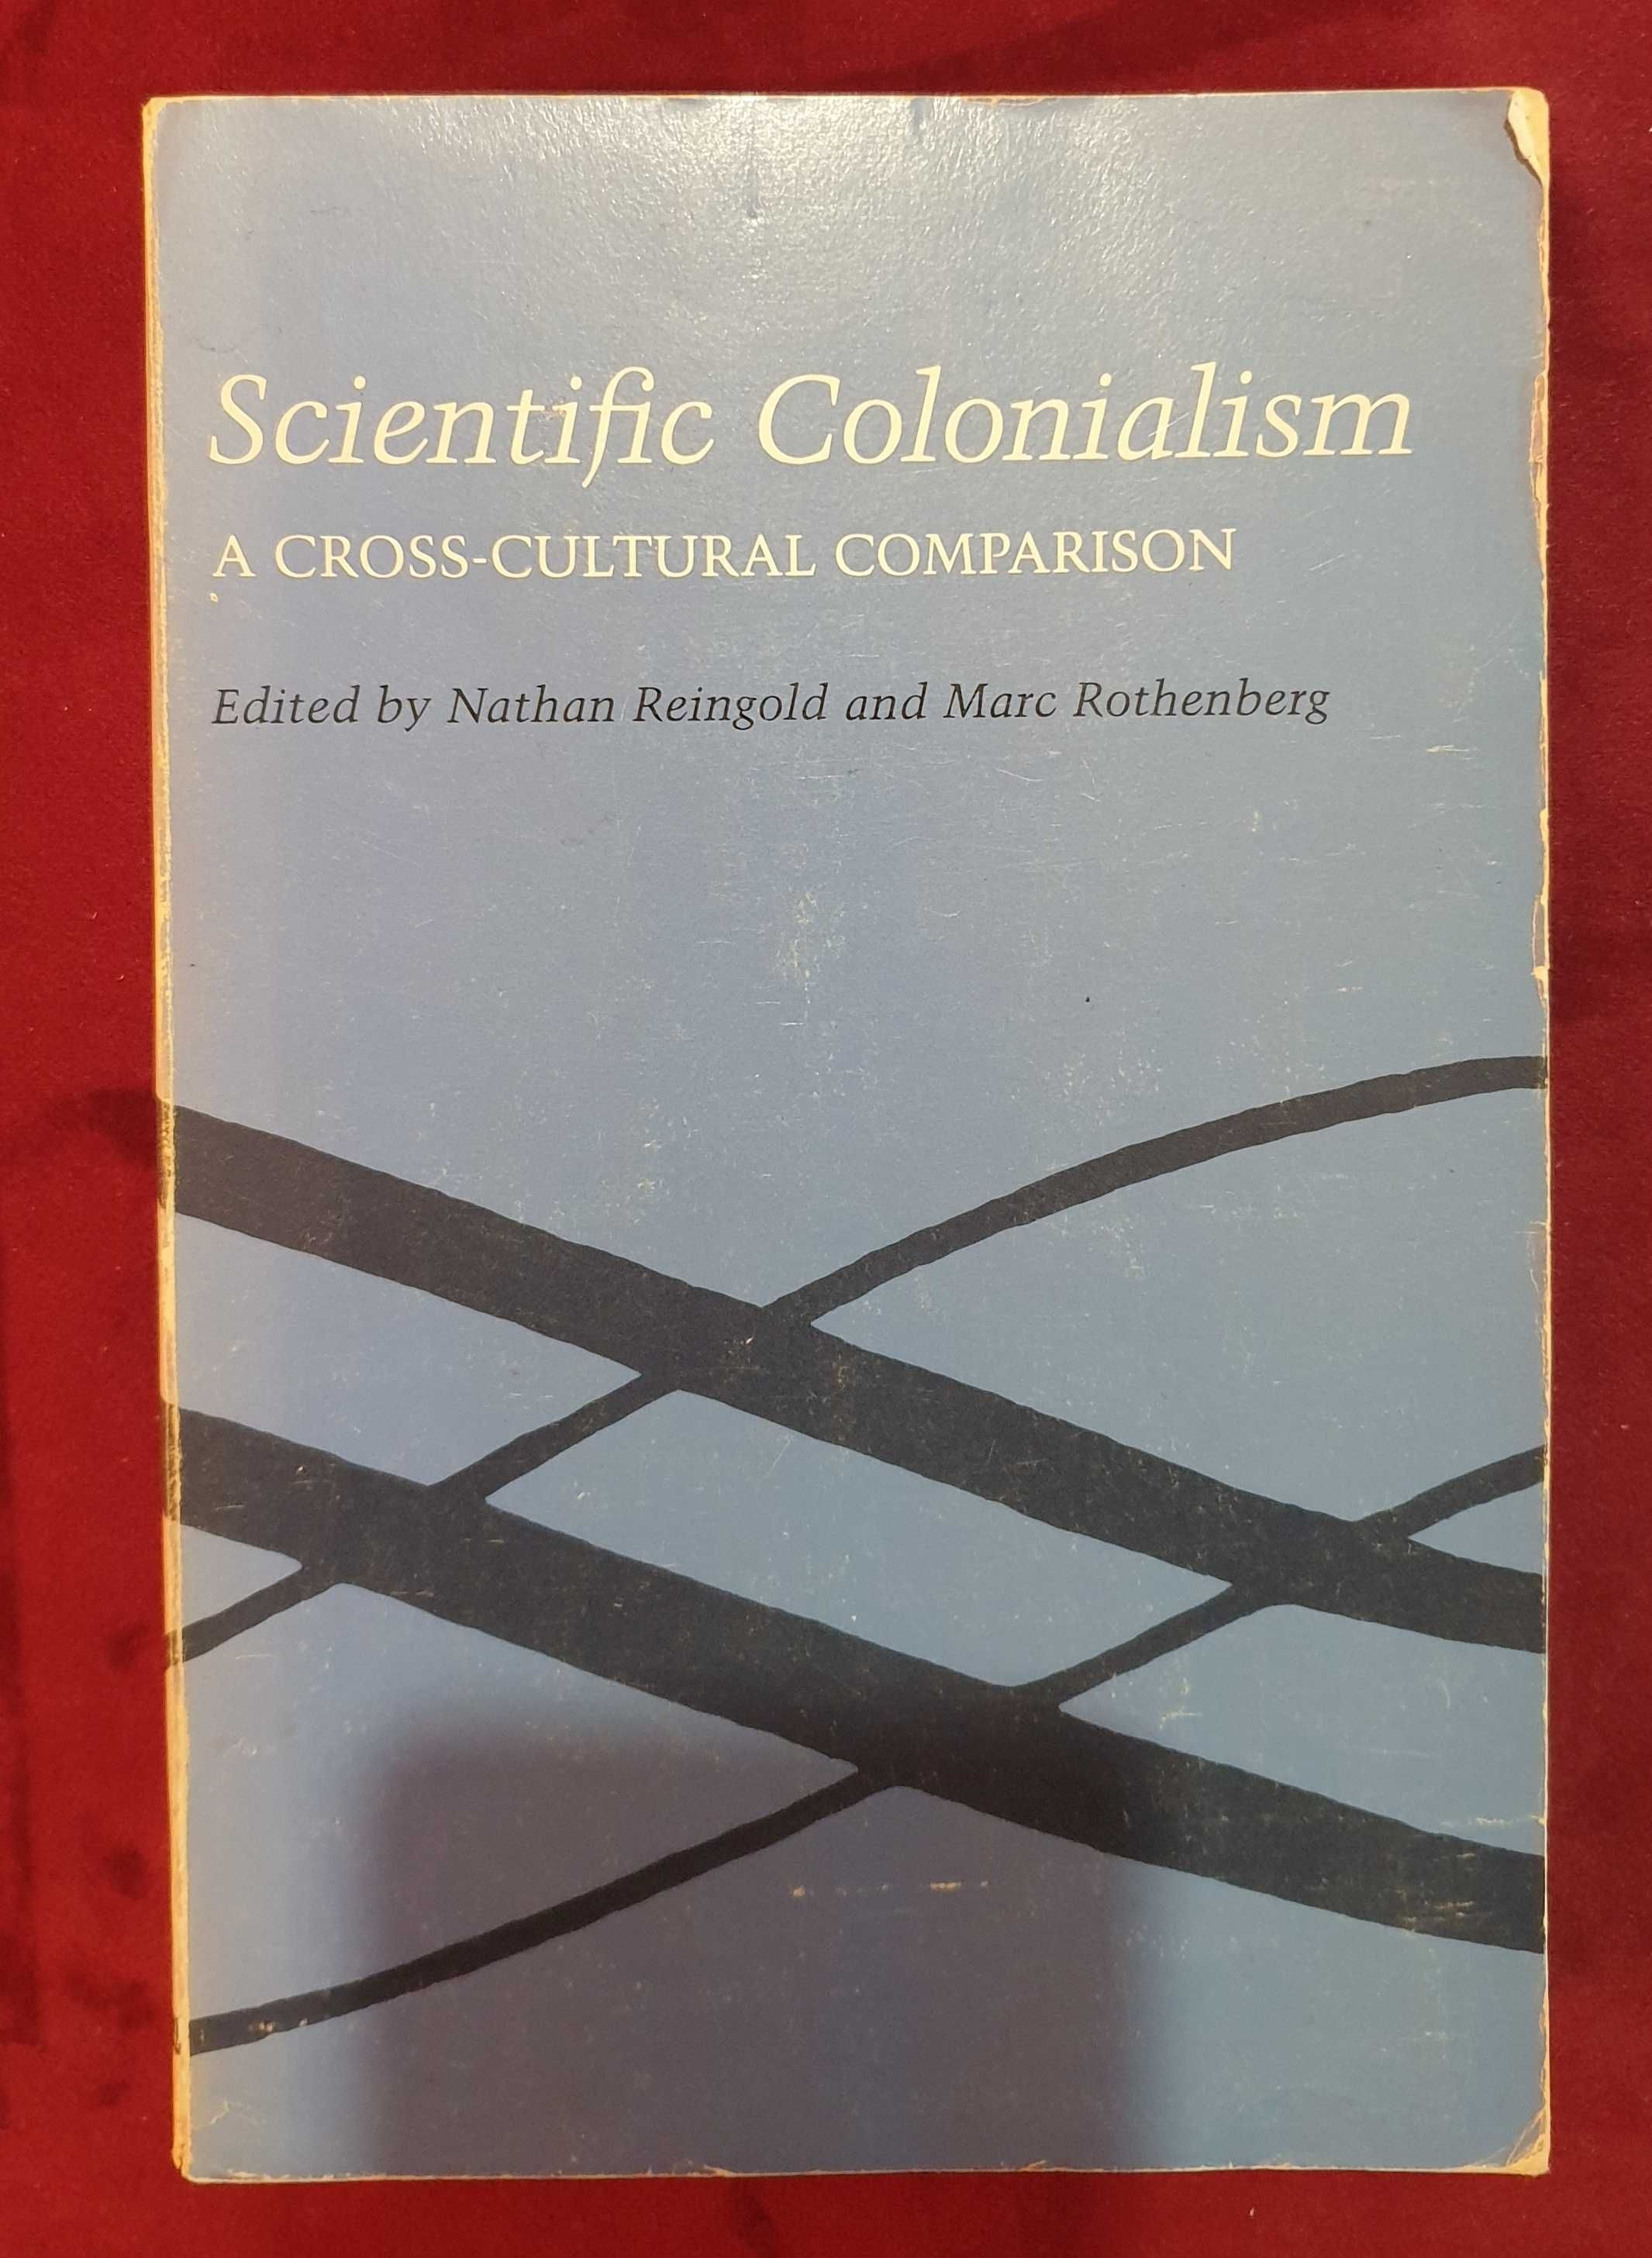 Scientific Colonialism
A CROSS-CULTURAL COMPARISON
Edited by Nathan Reingold and Marc Rothenberg